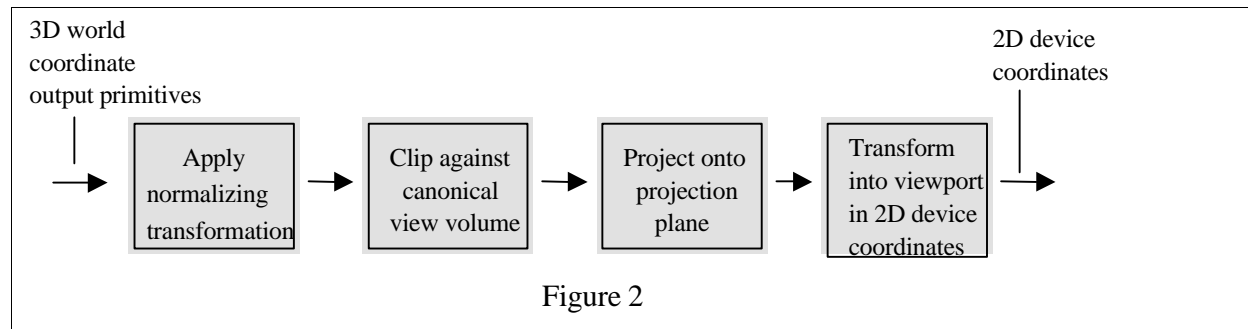 3D world
coordinate
output primitives
2D device
coordinates
Apply
normalizing
transformation
Clip against
canonical
view volume
Project onto
projection
plane
Transform
into viewport
in 2D device
coordinates
Figure 2